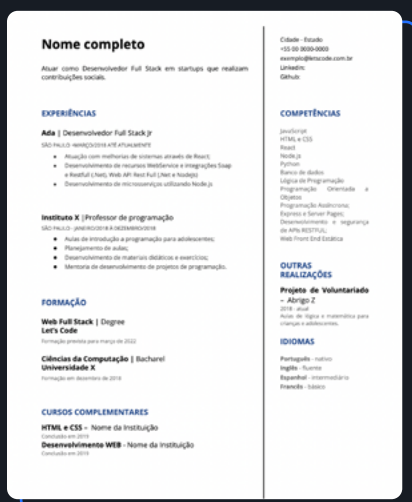 Nome completo
Atuar como Desenvolvedor Full Stack em startups que realizam
contribuições sociais.
EXPERIÊNCIAS
Ada | Desenvolvedor Full Stack Jr
SÃO PAULO -MARÇO/2019 ATÉ ATUALMENTE
Atuação com melhorias de sistemas através de React;
Desenvolvimento de recursos WebService e integrações Soap
e Restful (.Net), Web API Rest Full (.Net e Nodejs)
Desenvolvimento de microsserviços utilizando Node.js
Instituto X |Professor de programação
SÃO PAULO - JANEIRO/2018 À DEZEMBRO/2018
Aulas de introdução a programação para adolescentes;
Planejamento de aulas;
Desenvolvimento de materiais didáticos e exercícios;
Mentoria de desenvolvimento de projetos de programação.
FORMAÇÃO
Web Full Stack | Degree
Let's Code
Formação prevista para março de 2022
Ciências da Computação | Bacharel
Universidade X
Formação em dezembro de 2018
CURSOS COMPLEMENTARES
HTML e CSS – Nome da Instituição
Conclusão em 2019
Desenvolvimento WEB - Nome da Instituição
Conclusão em 2019
Cidade - Estado
+55 00 0000-0000
exemplo@letscode.com.br
Linkedin:
Github:
COMPETÊNCIAS
JavaScript
HTML e CSS
React
Node.js
Python
Banco de dados
Lógica de Programação
Programação Orientada a
Objetos
Programação Assíncrona;
Express e Server Pages;
Desenvolvimento e segurança
de APIs RESTFUL;
Web Front End Estática
OUTRAS
REALIZAÇÕES
Projeto de Voluntariado
– Abrigo Z
2018 - atual
Aulas de lógica e matemática para
crianças e adolescentes.
IDIOMAS
Português - nativo
Inglês - fluente
Espanhol - intermediário
Francês - básico